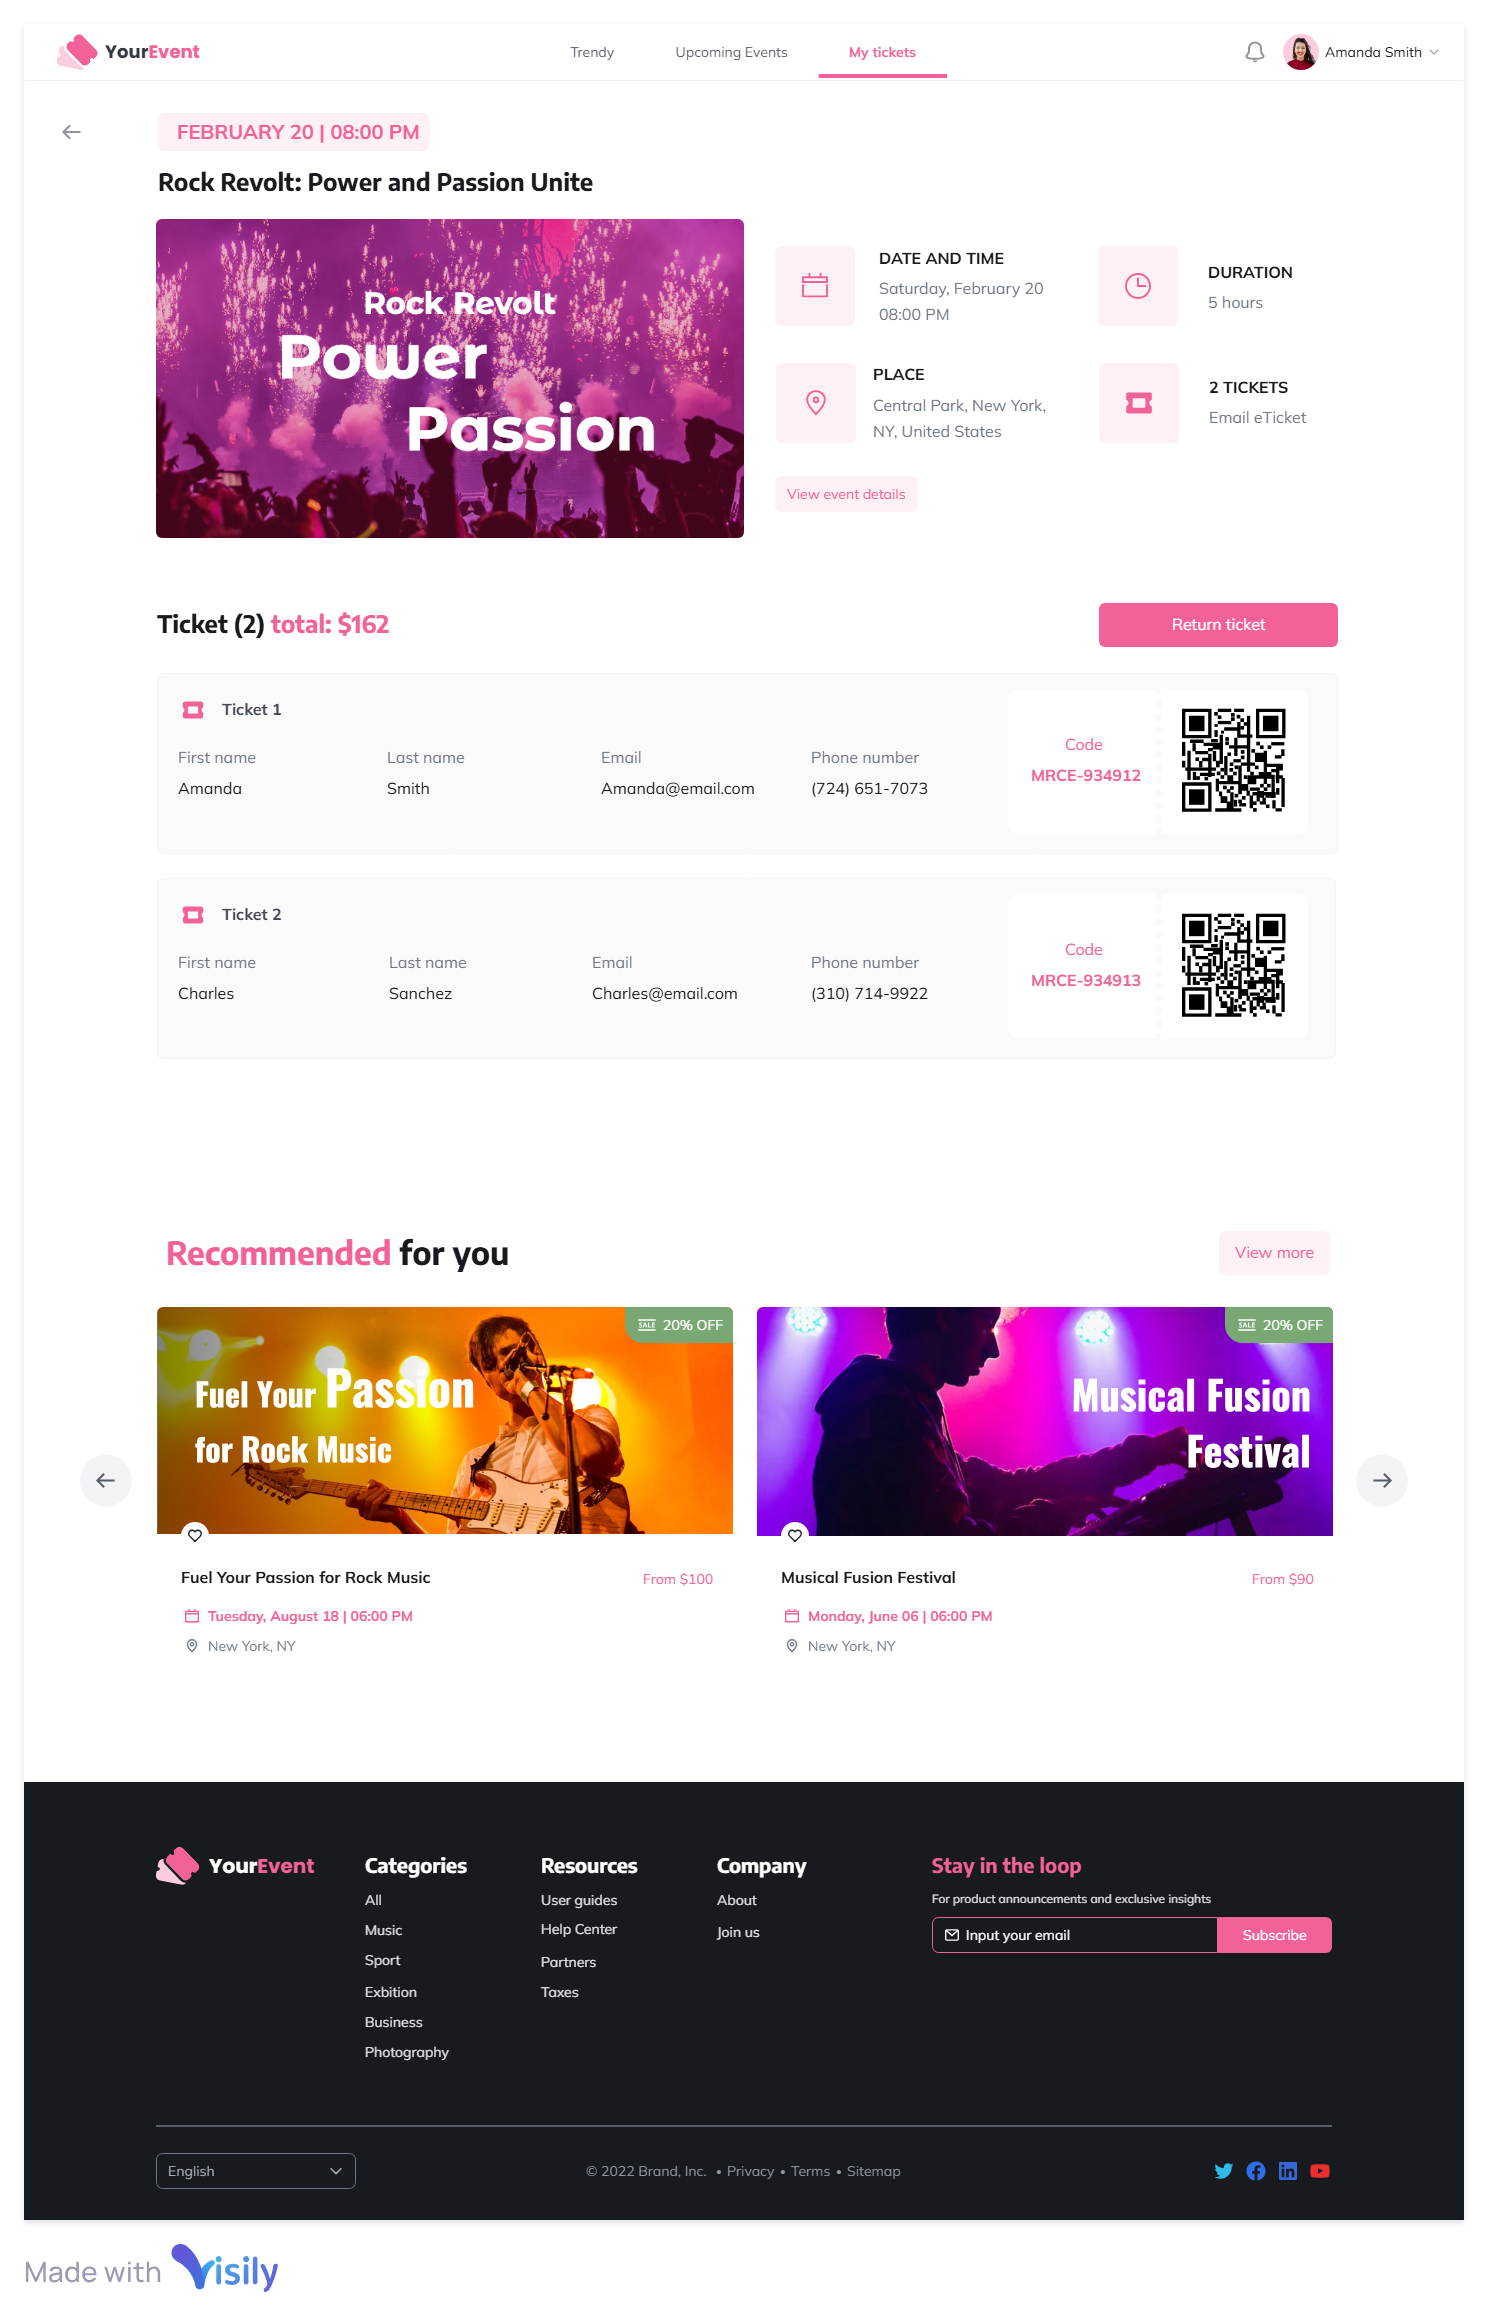 YourEvent
Trendy
Upcoming Events
My tickets
Amanda Smith
FEBRUARY 20 | 08:00 PM
Rock Revolt: Power and Passion Unite
Rock Revolt
Power
Passion
DATE AND TIME
Saturday, February 20
08:00 PM
DURATION
5 hours
PLACE
Central Park, New York,
NY, United States
2 TICKETS
Email eTicket
View event details
Ticket (2) total: $162
Return ticket
Ticket 1
First name
Amanda
Last name
Smith
Email
Amanda@email.com
Phone number
(724) 651-7073
Code
MRCE-934912
Ticket 2
First name
Charles
Last name
Sanchez
Email
Charles@email.com
Phone number
(310) 714-9922
Code
MRCE-934913
Recommended for you
View more
SALE 20% OFF
Fuel Your Passion
for Rock Music
Fuel Your Passion for Rock Music
From $100
Tuesday, August 18 | 06:00 PM
New York, NY
SALE 20% OFF
Musical Fusion
Festival
Musical Fusion Festival
From $90
Monday, June 06 | 06:00 PM
New York, NY
YourEvent
Categories
All
Music
Sport
Exbition
Business
Photography
Resources
User guides
Help Center
Partners
Taxes
Company
About
Join us
Stay in the loop
For product announcements and exclusive insights
Input your email
Subscribe
English
© 2022 Brand, Inc. • Privacy • Terms • Sitemap
Made with Visily